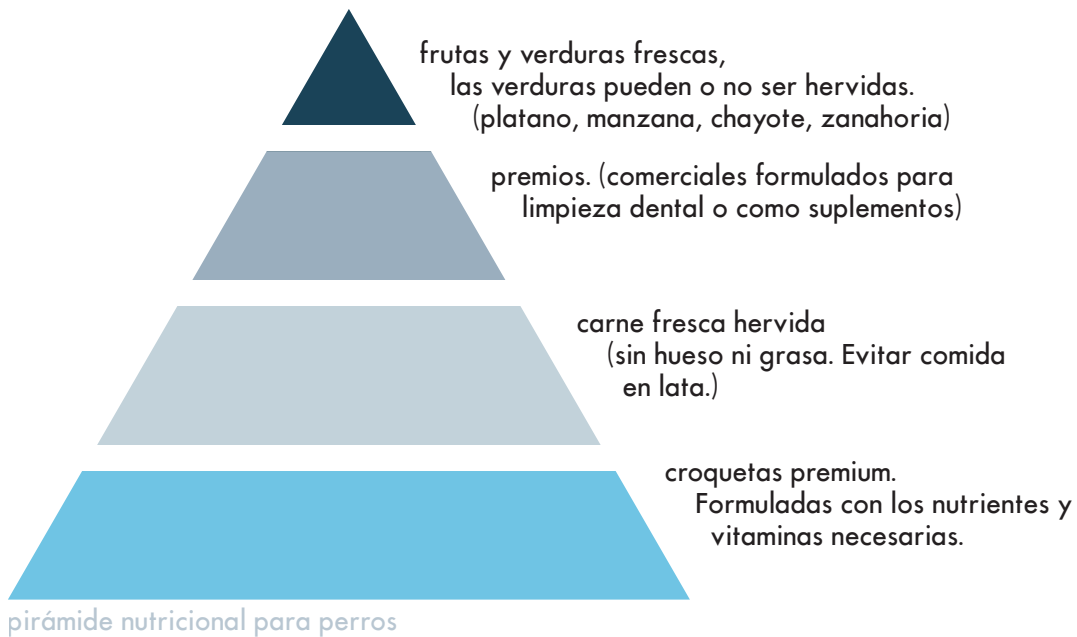 frutas y verduras frescas,
las verduras pueden o no ser hervidas.
(platano, manzana, chayote, zanahoria)
premios. (comerciales formulados para
limpieza dental o como suplementos)
carne fresca hervida
(sin hueso ni grasa. Evitar comida
en lata.)
croquetas premium.
Formuladas con los nutrientes y
vitaminas necesarias.
pirámide nutricional para perros